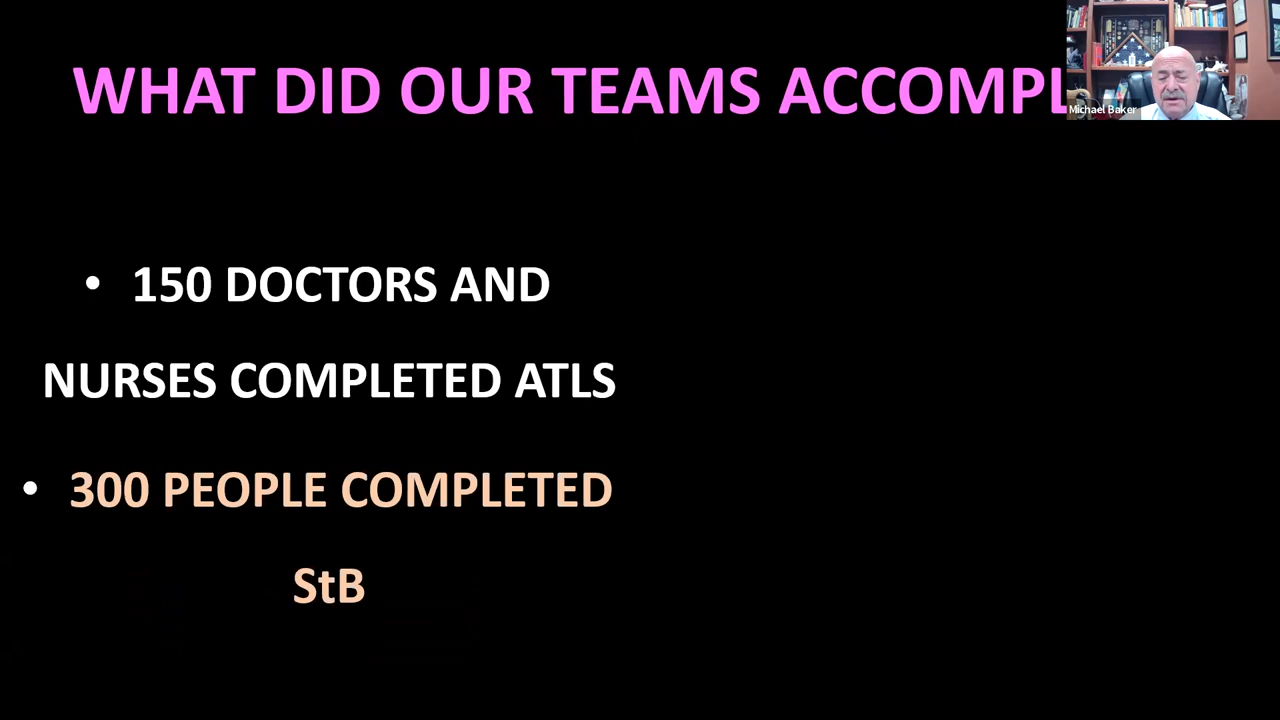 WHAT DID OUR TEAMS ACCOMPL
Michael Baker
• 150 DOCTORS AND
NURSES COMPLETED ATLS
• 300 PEOPLE COMPLETED
StB